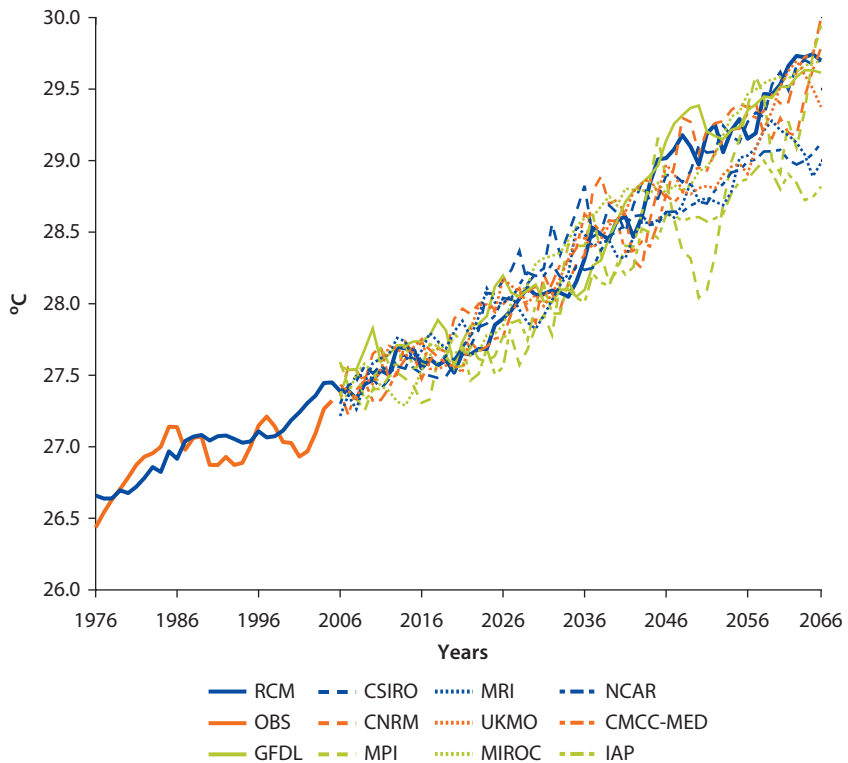 30.0
29.5
29.0
28.5
28.0
27.5
27.0
26.5
26.0
ºC
1976 1986 1996 2006 2016 2026 2036 2046 2056 2066
Years
RCM CSIRO MRI NCAR
OBS CNRM UKMO CMCC-MED
GFDL MPI MIROC IAP